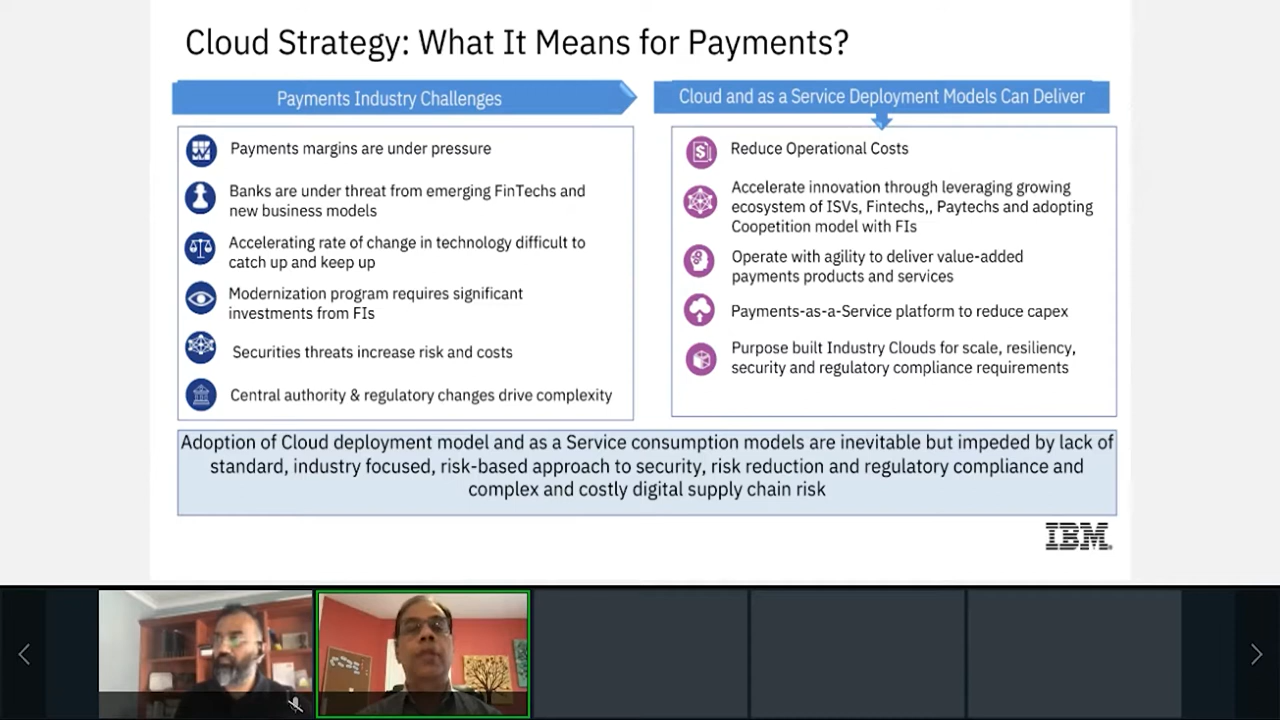 Cloud Strategy: What It Means for Payments?
Payments Industry Challenges
Payments margins are under pressure
Banks are under threat from emerging FinTechs and
new business models
Accelerating rate of change in technology difficult to
catch up and keep up
Modernization program requires significant
investments from FIs
Securities threats increase risk and costs
Central authority & regulatory changes drive complexity
Cloud and as a Service Deployment Models Can Deliver
Reduce Operational Costs
Accelerate innovation through leveraging growing
ecosystem of ISVs, Fintechs,, Paytechs and adopting
Coopetition model with FIs
Operate with agility to deliver value-added
payments products and services
Payments-as-a-Service platform to reduce capex
Purpose built Industry Clouds for scale, resiliency,
security and regulatory compliance requirements
Adoption of Cloud deployment model and as a Service consumption models are inevitable but impeded by lack of
standard, industry focused, risk-based approach to security, risk reduction and regulatory compliance and
complex and costly digital supply chain risk
IBM